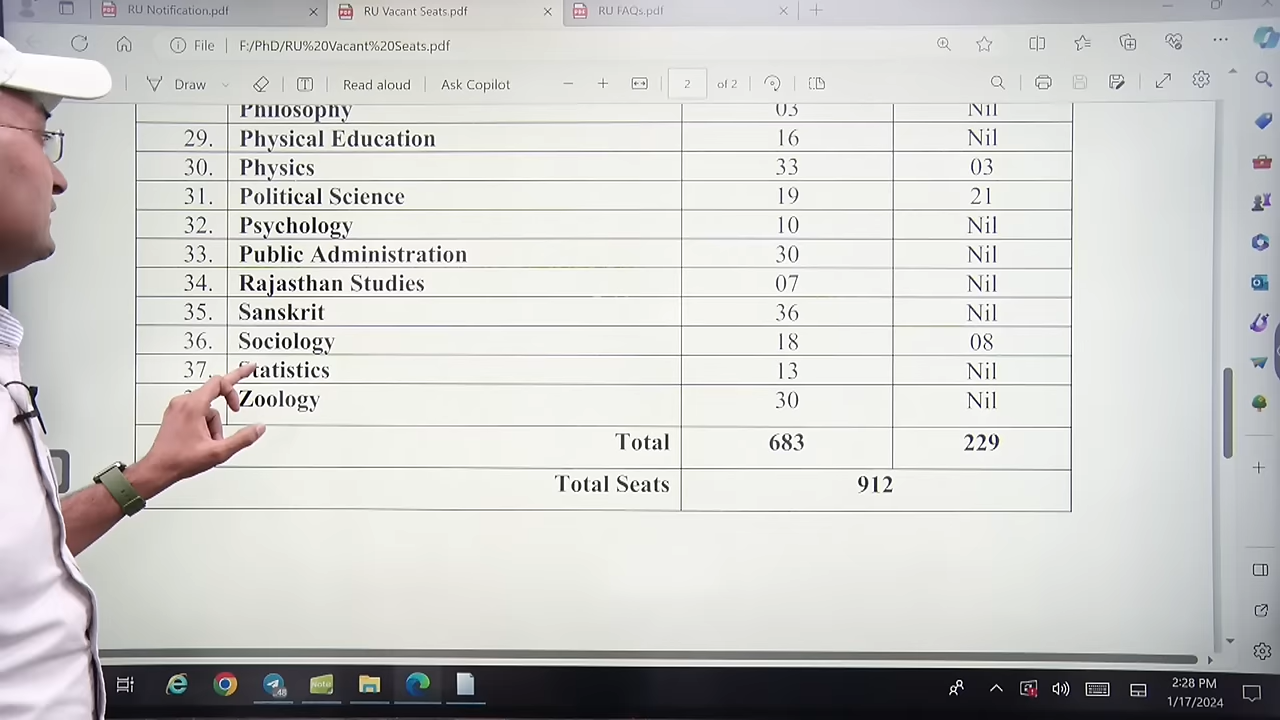 RU Notification.pdf
RU Vacant Seats.pdf
RU FAQs.pdf
File F:/PhD/RU%20Vacant%20Seats.pdf
Draw Read aloud Ask Copilot 2 of 2
Philosophy 03 Nil
29. Physical Education 16 Nil
30. Physics 33 03
31. Political Science 19 21
32. Psychology 10 Nil
33. Public Administration 30 Nil
34. Rajasthan Studies 07 Nil
35. Sanskrit 36 Nil
36. Sociology 18 08
37. Statistics 13 Nil
Zoology 30 Nil
Total 683 229
Total Seats 912
48
Note
2:28 PM
1/17/2024